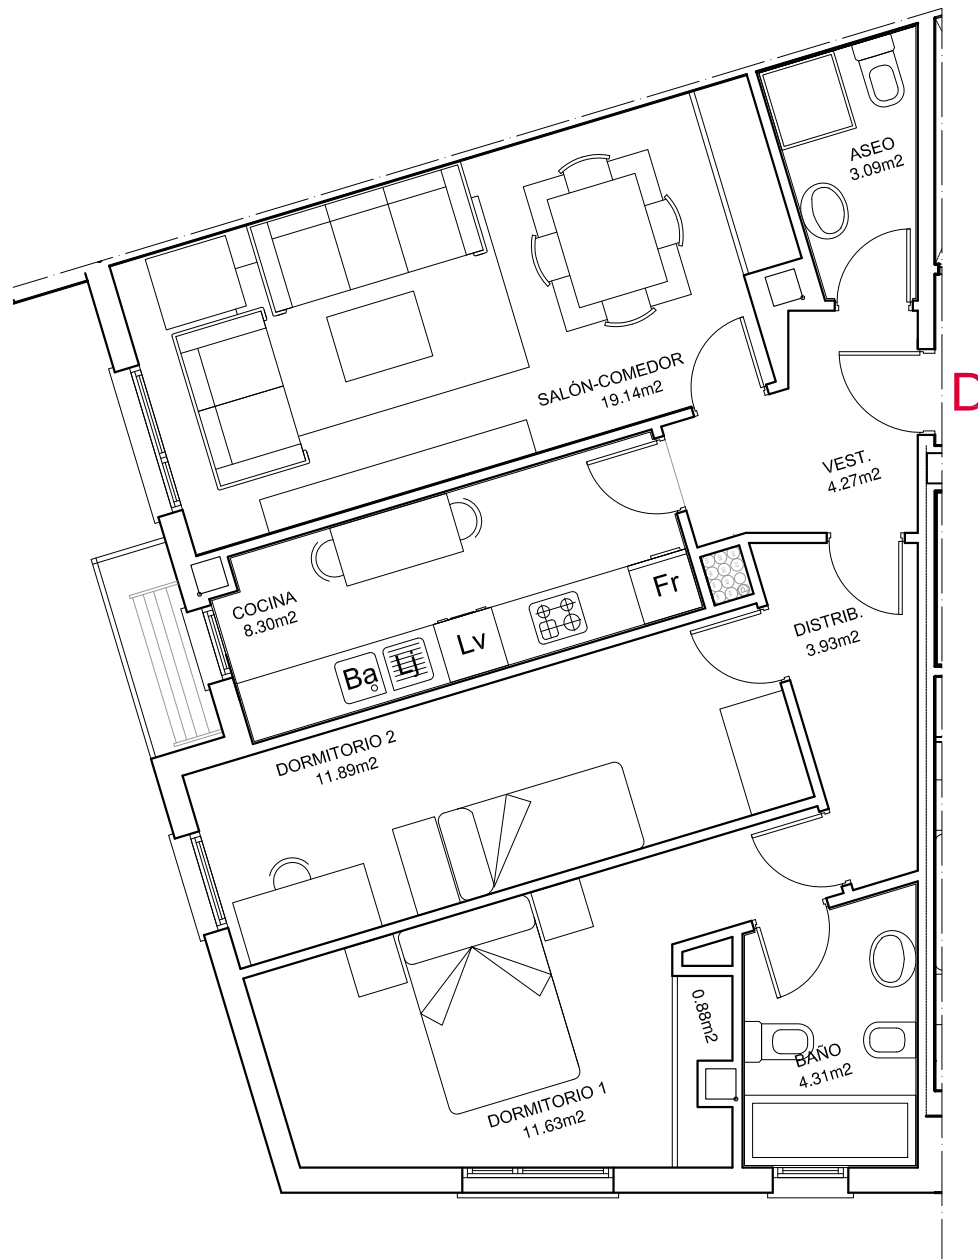 ASEO
3.09m2
SALÓN-COMEDOR
19.14m2
D
VEST.
4.27m2
COCINA
8.30m2
Fr
Lv
Lj
Ba
DISTRIB.
3.93m2
DORMITORIO 2
11.89m2
0.88m2
BAÑO
4.31m2
DORMITORIO 1
11.63m2